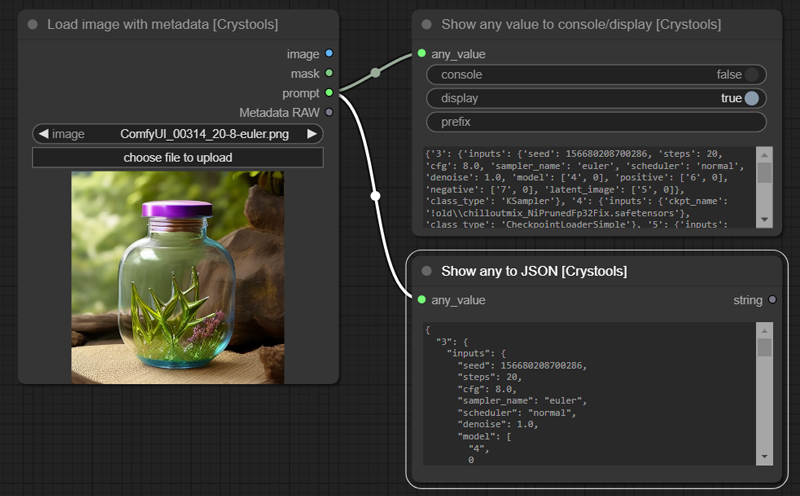 Load image with metadata [Crystools]
image
mask
prompt
Metadata RAW
image ComfyUI_00314_20-8-euler.png
choose file to upload
Show any value to console/display [Crystools]
any_value
console false
display true
prefix
{'3': {'inputs': {'seed': 156680208700286, 'steps': 20,
'cfg': 8.0, 'sampler_name': 'euler', 'scheduler': 'normal',
'denoise': 1.0, 'model': ['4', 0], 'positive': ['6', 0],
'negative': ['7', 0], 'latent_image': ['5', 0]},
'class_type': 'KSampler'}, '4': {'inputs': {'ckpt_name':
'!old\\chilloutmix_NiPrunedFp32Fix.safetensors'},
'class_type': 'CheckpointLoaderSimple'}, '5': {'inputs':
Show any to JSON [Crystools]
any_value string
{
"3": {
"inputs": {
"seed": 156680208700286,
"steps": 20,
"cfg": 8.0,
"sampler_name": "euler",
"scheduler": "normal",
"denoise": 1.0,
"model": [
"4",
0